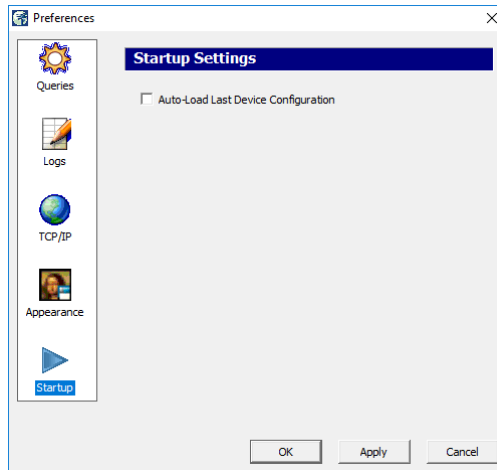 Preferences
Queries
Logs
TCP/IP
Appearance
Startup
Startup Settings
Auto-Load Last Device Configuration
OK
Apply
Cancel